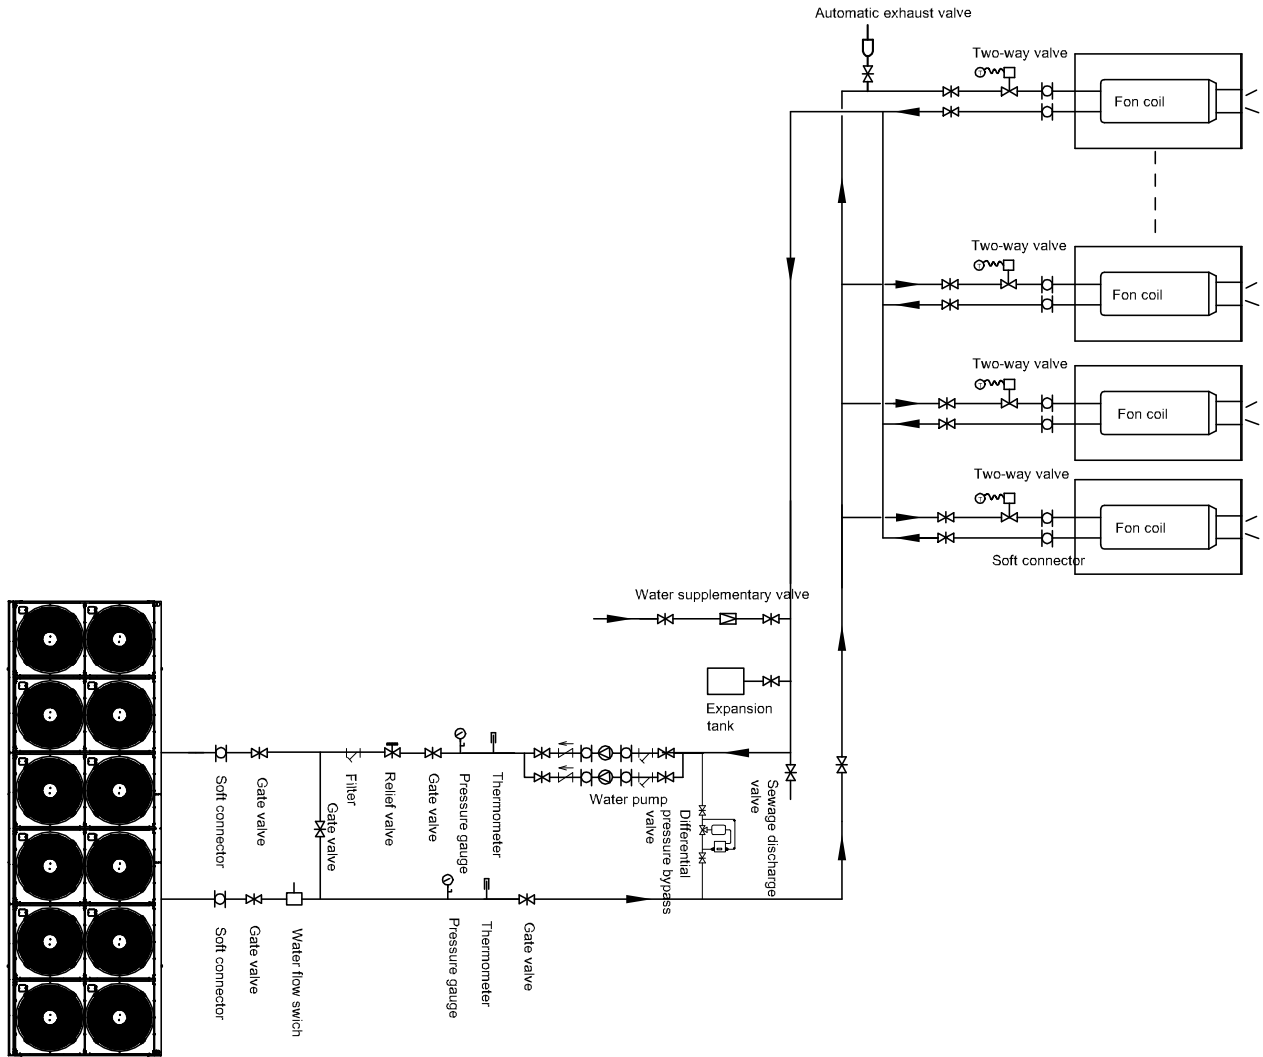 Automatic exhaust valve
Two-way valve
Fon coil
Two-way valve
Fon coil
Two-way valve
Fon coil
Two-way valve
Fon coil
Soft connector
Water supplementary valve
Expansion
tank
Water pump
Soft connector
Gate valve
Gate valve
Filter
Relief valve
Gate valve
Pressure gauge
Thermometer
Differential
pressure bypass
valve
Sewage discharge
valve
Soft connector
Gate valve
Water flow swich
Pressure gauge
Thermometer
Gate valve